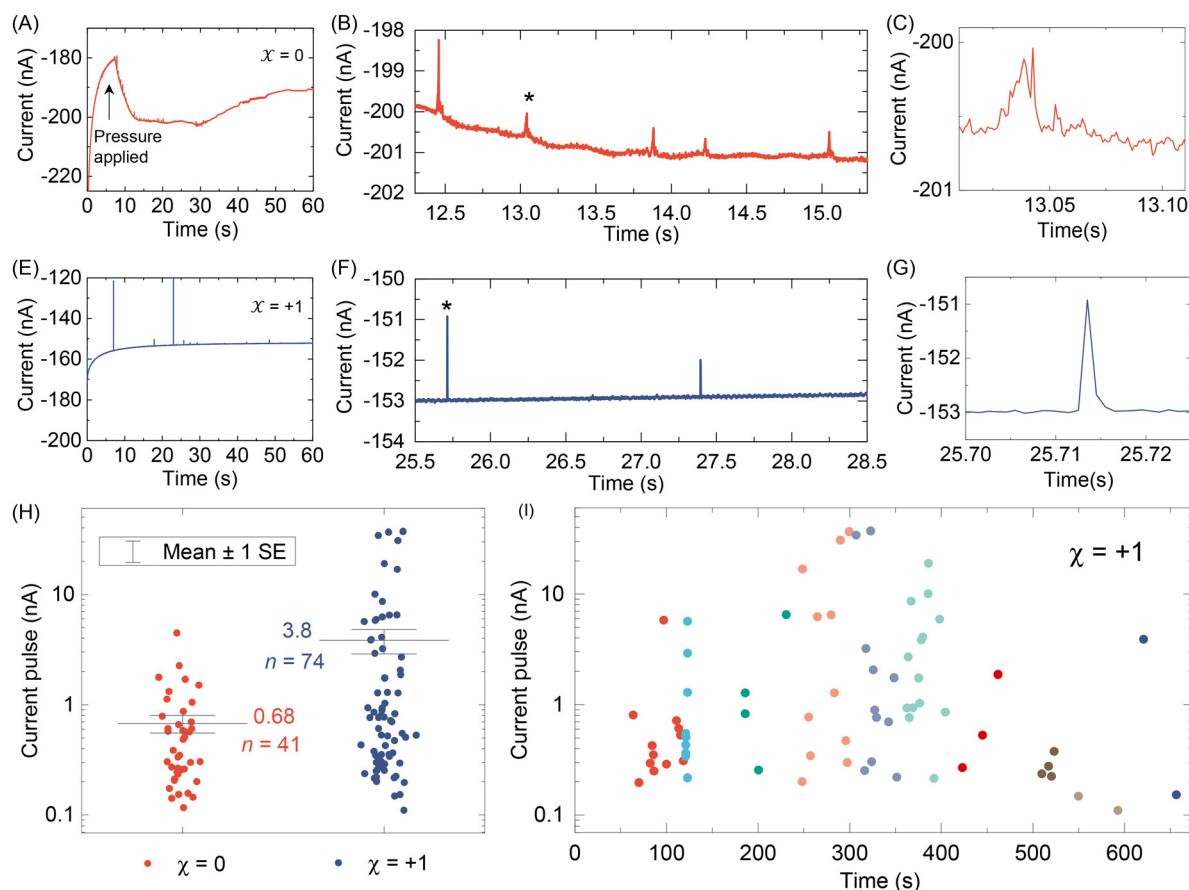 (A)
-180
-200
-220
Current (nA)
𝜒 = 0
Pressure
applied
0 10 20 30 40 50 60
Time (s)
(B)
-198
-199
-200
-201
-202
Current (nA)
*
12.5 13.0 13.5 14.0 14.5 15.0
Time (s)
(C)
-200
-201
Current (nA)
13.05 13.10
Time(s)
(E)
-120
-140
-160
-180
-200
Current (nA)
𝜒 = +1
0 10 20 30 40 50 60
Time (s)
(F)
-150
-151
-152
-153
-154
Current (nA)
*
25.5 26.0 26.5 27.0 27.5 28.0 28.5
Time (s)
(G)
-151
-152
-153
Current (nA)
25.70 25.71 25.72
Time(s)
(H)
Mean ± 1 SE
10
1
0.1
Current pulse (nA)
3.8
n = 74
0.68
n = 41
χ = 0
χ = +1
(I)
χ = +1
10
1
0.1
Current pulse (nA)
0 100 200 300 400 500 600
Time (s)